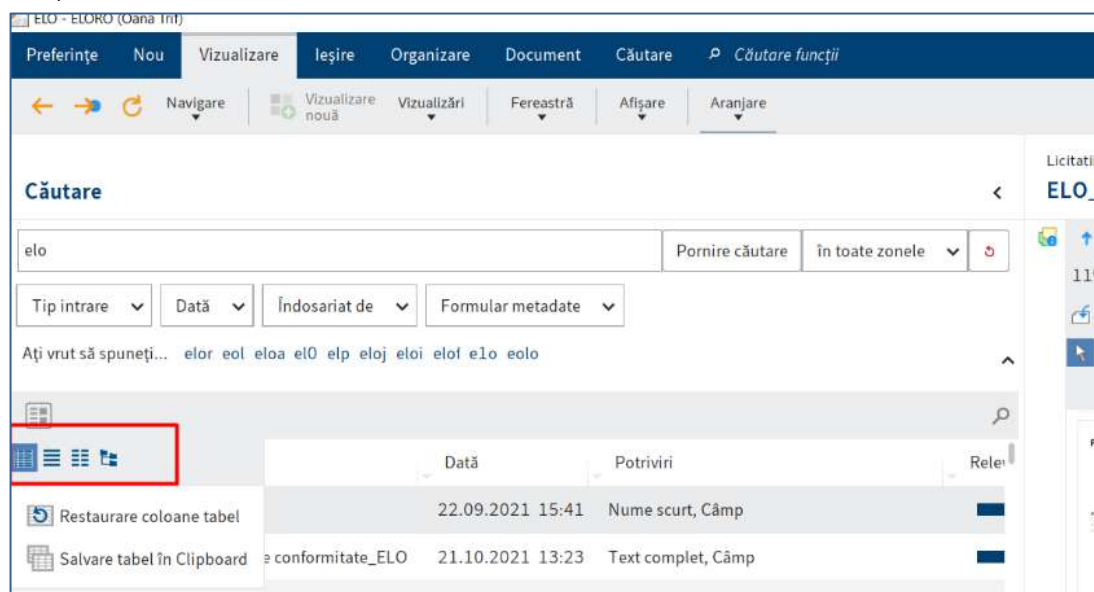 ELO - ELORO (Oana Trif)
Preferințe Nou Vizualizare Ieșire Organizare Document Căutare Căutare funcții
Navigare Vizualizare nouă Vizualizări Fereastră Afișare Aranjare
Licitatii
Căutare
ELO_
elo Pornire căutare în toate zonele
11
Tip intrare Dată Îndosariat de Formular metadate
Ați vrut să spuneți... elor eol eloa el0 elp eloj eloi elof e1o eolo
Dată Potriviri Relev
Restaurare coloane tabel 22.09.2021 15:41 Nume scurt, Câmp
Salvare tabel în Clipboard e conformitate_ELO 21.10.2021 13:23 Text complet, Câmp